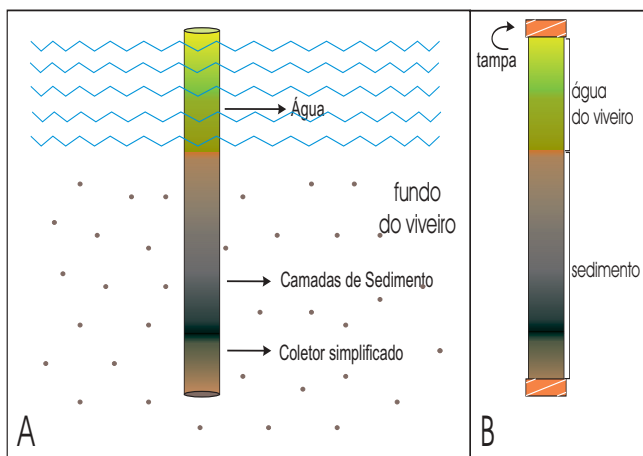 Água
fundo
do viveiro
Camadas de Sedimento
Coletor simplificado
A
tampa
água
do viveiro
sedimento
B